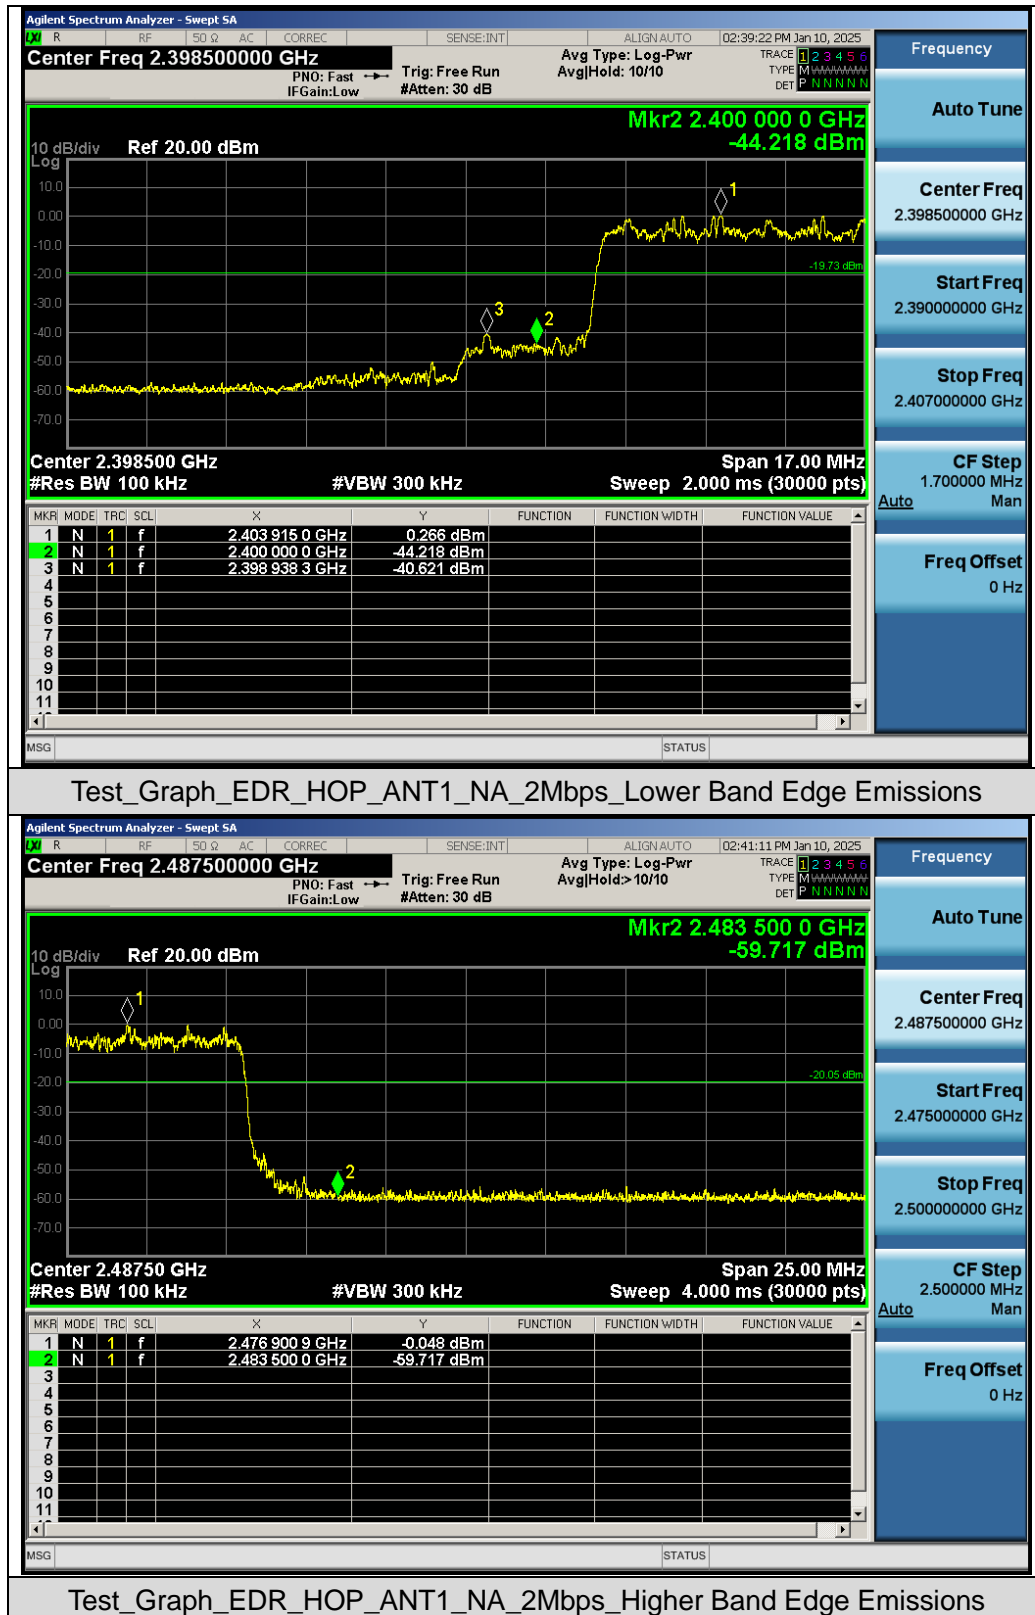 Agilent Spectrum Analyzer - Swept SA
LXI R RF 50 Ω AC CORREC SENSE:INT ALIGN AUTO 02:39:22 PM Jan 10, 2025
Center Freq 2.398500000 GHz
PNO: Fast
IFGain:Low
Trig: Free Run
#Atten: 30 dB
Avg Type: Log-Pwr
Avg|Hold: 10/10
TRACE 1 2 3 4 5 6
TYPE M
DET P N N N N N
Mkr2 2.400 000 0 GHz
-44.218 dBm
10 dB/div Ref 20.00 dBm
Log
10.0
0.00
-10.0
-20.0
-30.0
-40.0
-50.0
-60.0
-70.0
1
-19.73 dBm
3
2
Center 2.398500 GHz Span 17.00 MHz
#Res BW 100 kHz #VBW 300 kHz Sweep 2.000 ms (30000 pts)
MKR MODE TRC SCL X Y FUNCTION FUNCTION WIDTH FUNCTION VALUE
1 N 1 f 2.403 915 0 GHz 0.266 dBm
2 N 1 f 2.400 000 0 GHz -44.218 dBm
3 N 1 f 2.398 938 3 GHz -40.621 dBm
4
5
6
7
8
9
10
11
MSG STATUS
Frequency
Auto Tune
Center Freq
2.398500000 GHz
Start Freq
2.390000000 GHz
Stop Freq
2.407000000 GHz
CF Step
1.700000 MHz
Auto Man
Freq Offset
0 Hz
Test_Graph_EDR_HOP_ANT1_NA_2Mbps_Lower Band Edge Emissions
Agilent Spectrum Analyzer - Swept SA
LXI R RF 50 Ω AC CORREC SENSE:INT ALIGN AUTO 02:41:11 PM Jan 10, 2025
Center Freq 2.487500000 GHz
PNO: Fast
IFGain:Low
Trig: Free Run
#Atten: 30 dB
Avg Type: Log-Pwr
Avg|Hold:> 10/10
TRACE 1 2 3 4 5 6
TYPE M
DET P N N N N N
Mkr2 2.483 500 0 GHz
-59.717 dBm
10 dB/div Ref 20.00 dBm
Log
10.0
0.00
-10.0
-20.0
-30.0
-40.0
-50.0
-60.0
-70.0
1
-20.05 dBm
2
Center 2.48750 GHz Span 25.00 MHz
#Res BW 100 kHz #VBW 300 kHz Sweep 4.000 ms (30000 pts)
MKR MODE TRC SCL X Y FUNCTION FUNCTION WIDTH FUNCTION VALUE
1 N 1 f 2.476 900 9 GHz -0.048 dBm
2 N 1 f 2.483 500 0 GHz -59.717 dBm
3
4
5
6
7
8
9
10
11
MSG STATUS
Frequency
Auto Tune
Center Freq
2.487500000 GHz
Start Freq
2.475000000 GHz
Stop Freq
2.500000000 GHz
CF Step
2.500000 MHz
Auto Man
Freq Offset
0 Hz
Test_Graph_EDR_HOP_ANT1_NA_2Mbps_Higher Band Edge Emissions